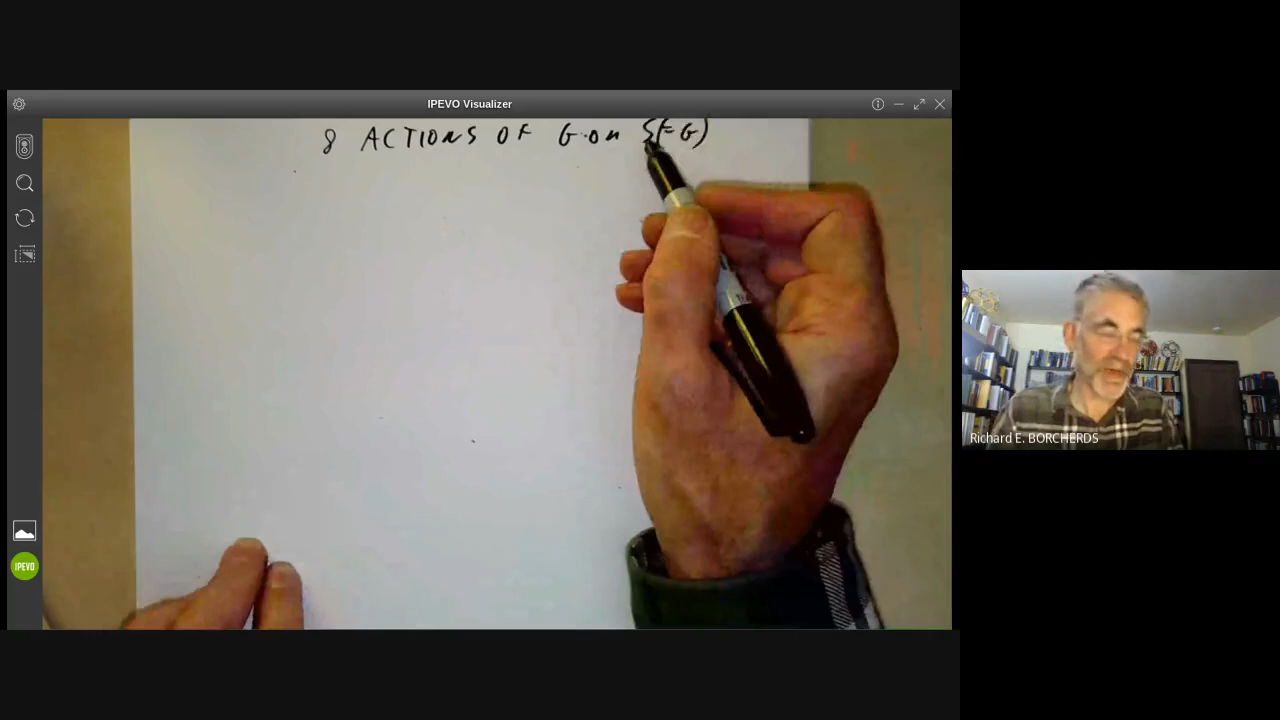 IPEVO Visualizer
8 ACTIONS OF G on S(=G)
IPEVO
Richard E. BORCHERDS